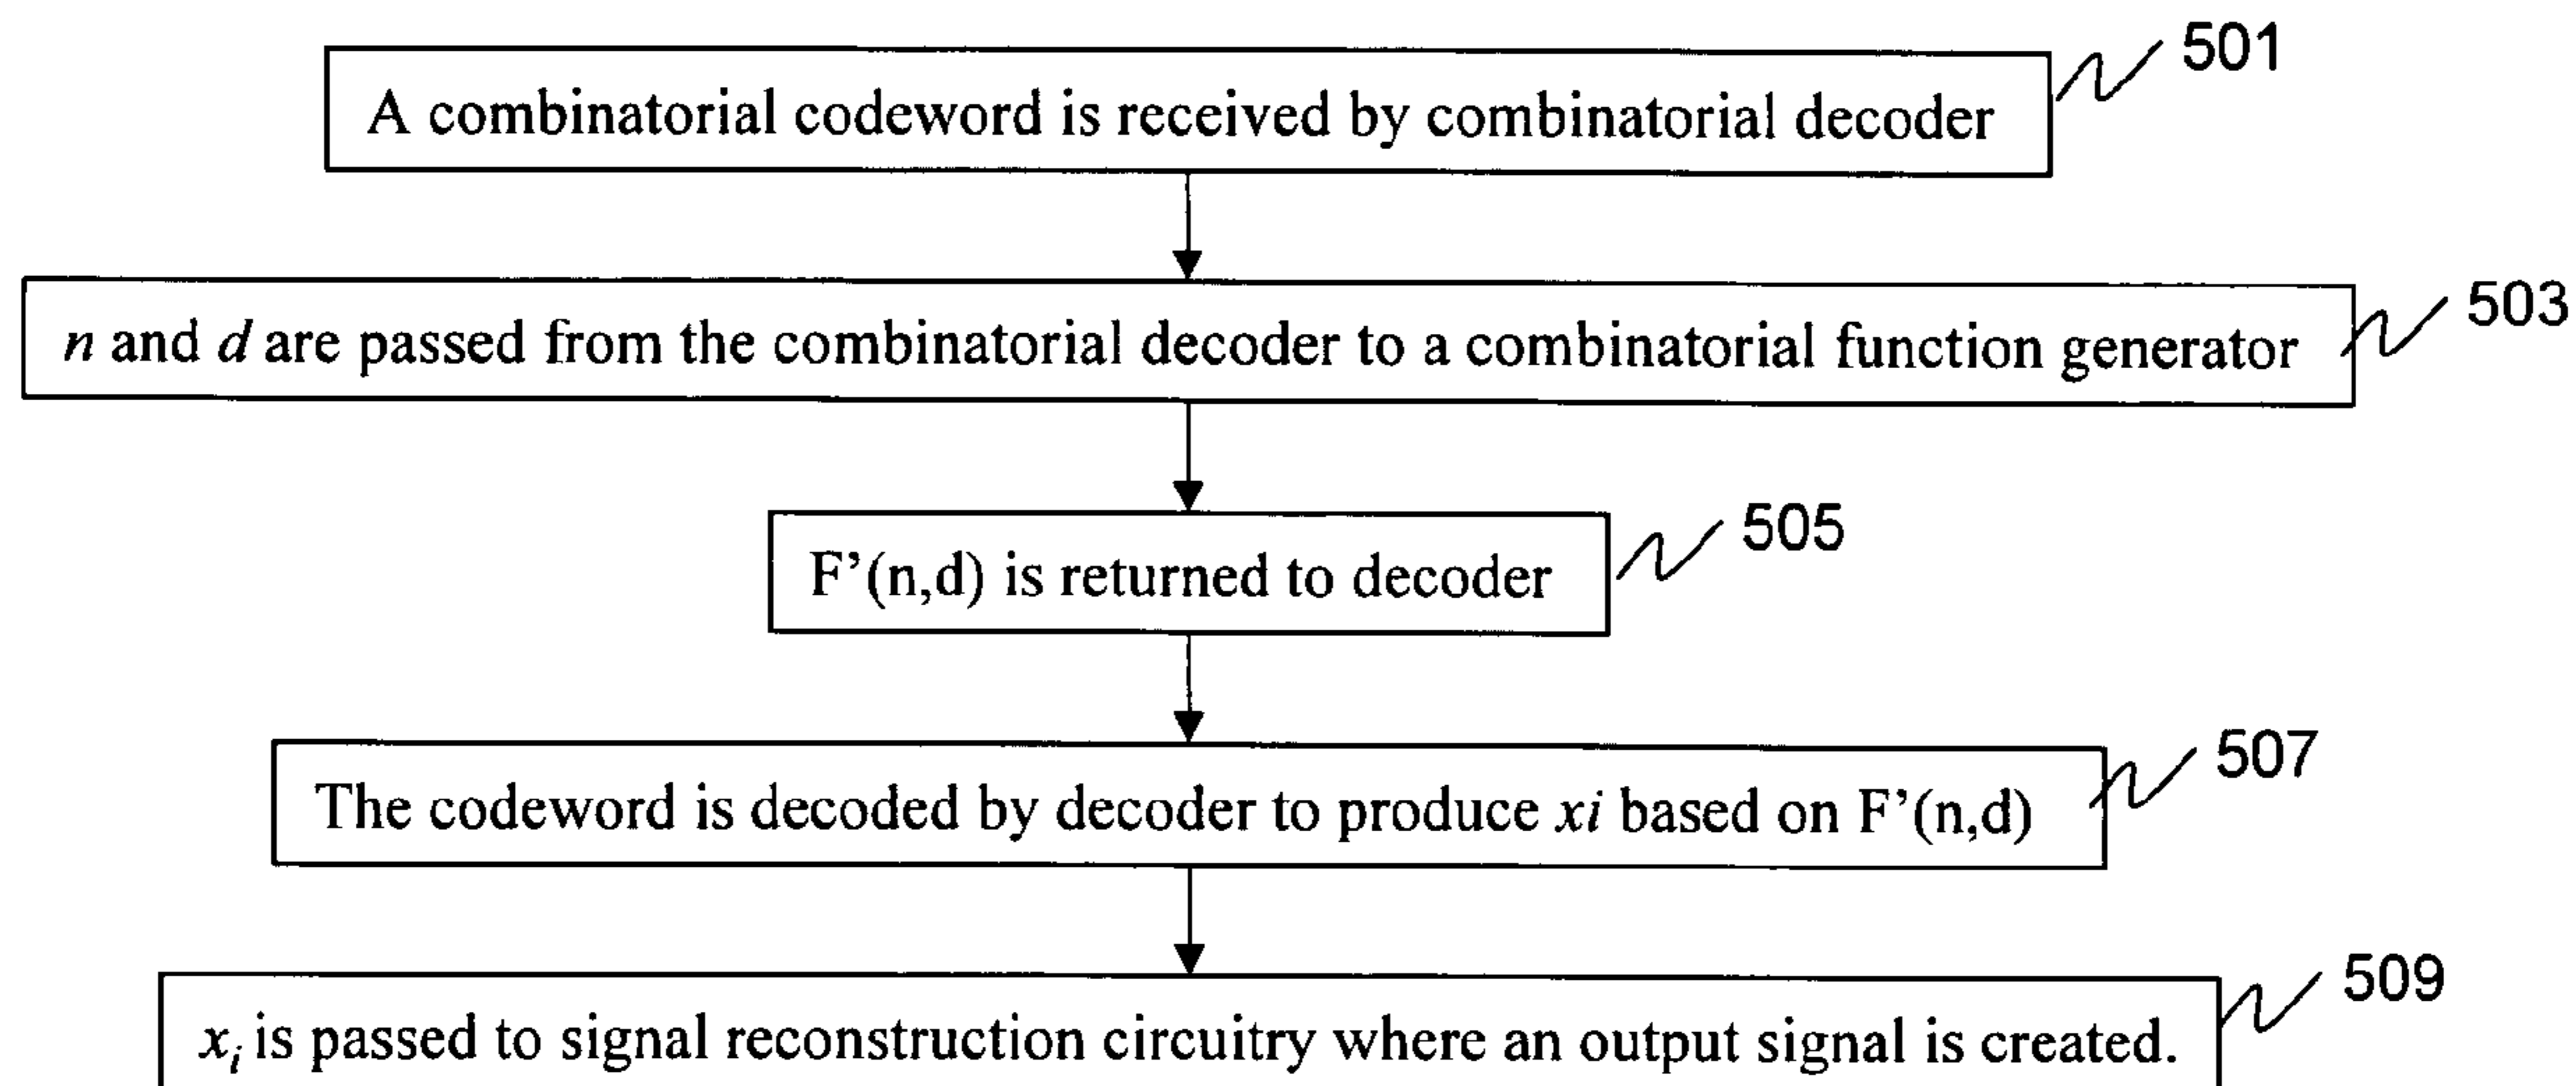 501
A combinatorial codeword is received by combinatorial decoder
503
n and d are passed from the combinatorial decoder to a combinatorial function generator
505
F’(n,d) is returned to decoder
507
The codeword is decoded by decoder to produce xi based on F’(n,d)
509
xi is passed to signal reconstruction circuitry where an output signal is created.